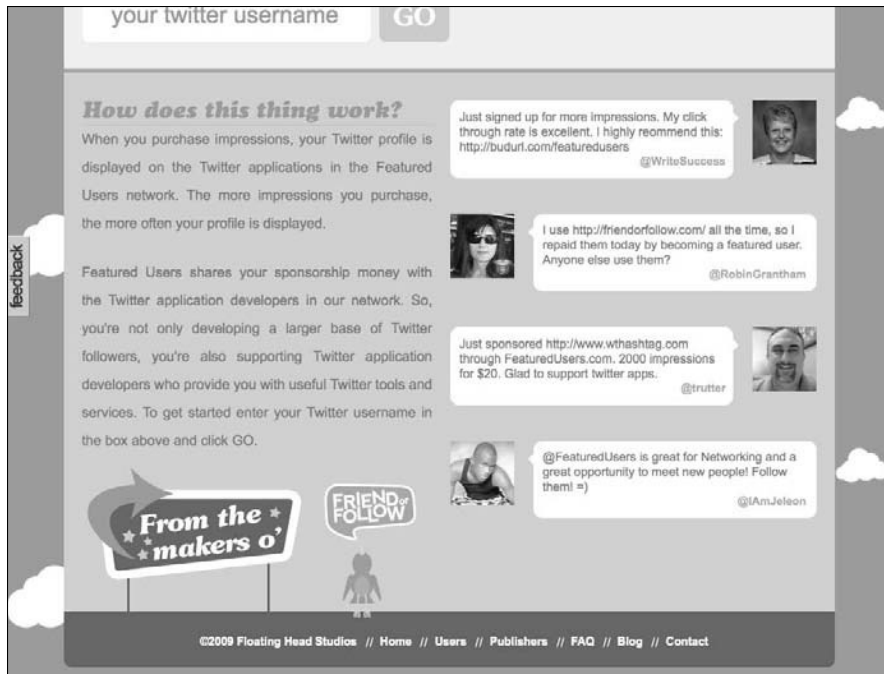 your twitter username
GO
How does this thing work?
When you purchase impressions, your Twitter profile is
displayed on the Twitter applications in the Featured
Users network. The more impressions you purchase,
the more often your profile is displayed.
Featured Users shares your sponsorship money with
the Twitter application developers in our network. So,
you're not only developing a larger base of Twitter
followers, you're also supporting Twitter application
developers who provide you with useful Twitter tools and
services. To get started enter your Twitter username in
the box above and click GO.
From the
makers o'
FRIEND or
FOLLOW
Just signed up for more impressions. My click
through rate is excellent. I highly reommend this:
http://budurl.com/featuredusers
@WriteSuccess
I use http://friendorfollow.com/ all the time, so I
repaid them today by becoming a featured user.
Anyone else use them?
@RobinGrantham
Just sponsored http://www.wthashtag.com
through FeaturedUsers.com. 2000 impressions
for $20. Glad to support twitter apps.
@trutter
@FeaturedUsers is great for Networking and a
great opportunity to meet new people! Follow
them! =)
@IAmJeleon
feedback
©2009 Floating Head Studios // Home // Users // Publishers // FAQ // Blog // Contact